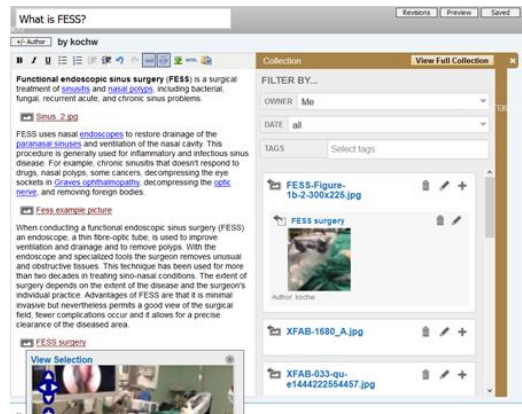 What is FESS?
Revisions
Preview
Saved
+/- Author by kochw
B I U
Functional endoscopic sinus surgery (FESS) is a surgical
treatment of sinusitis and nasal polyps, including bacterial,
fungal, recurrent acute, and chronic sinus problems.
Sinus_2.jpg
FESS uses nasal endoscopes to restore drainage of the
paranasal sinuses and ventilation of the nasal cavity. This
procedure is generally used for inflammatory and infectious sinus
disease. For example, chronic sinusitis that doesn't respond to
drugs, nasal polyps, some cancers, decompressing the eye
sockets in Graves ophthalmopathy, decompressing the optic
nerve, and removing foreign bodies.
Fess example picture
When conducting a functional endoscopic sinus surgery (FESS)
an endoscope, a thin fibre-optic tube, is used to improve
ventilation and drainage and to remove polyps. With the
endoscope and specialized tools the surgeon removes unusual
and obstructive tissues. This technique has been used for more
than two decades in treating sino-nasal conditions. The extent of
surgery depends on the extent of the disease and the surgeon's
individual practice. Advantages of FESS are that it is minimal
invasive but nevertheless permits a good view of the surgical
field, fewer complications occur and it allows for a precise
clearance of the diseased area.
FESS surgery
View Selection
Collection
View Full Collection
FILTER BY...
OWNER Me
DATE all
TAGS Select tags
FESS-Figure-
1b-2-300x225.jpg
FESS surgery
Author: kochw
XFAB-1680_A.jpg
XFAB-033-qu-
e1444222554457.jpg